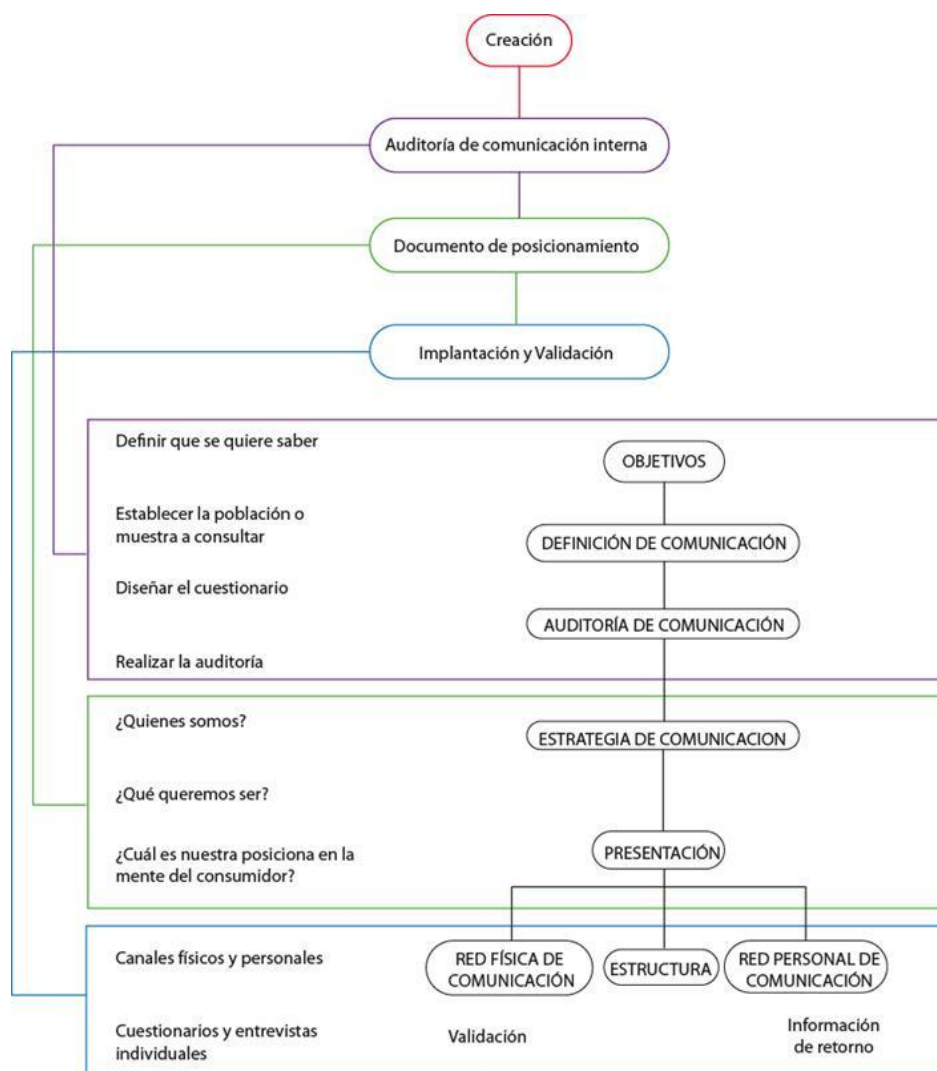 Creación
Auditoría de comunicación interna
Documento de posicionamiento
Implantación y Validación
Definir que se quiere saber
OBJETIVOS
Establecer la población o
muestra a consultar
DEFINICIÓN DE COMUNICACIÓN
Diseñar el cuestionario
AUDITORÍA DE COMUNICACIÓN
Realizar la auditoría
¿Quienes somos?
ESTRATEGIA DE COMUNICACION
¿Qué queremos ser?
¿Cuál es nuestra posiciona en la
mente del consumidor?
PRESENTACIÓN
Canales físicos y personales
RED FÍSICA DE
COMUNICACIÓN
ESTRUCTURA
RED PERSONAL DE
COMUNICACIÓN
Cuestionarios y entrevistas
individuales
Validación
Información
de retorno